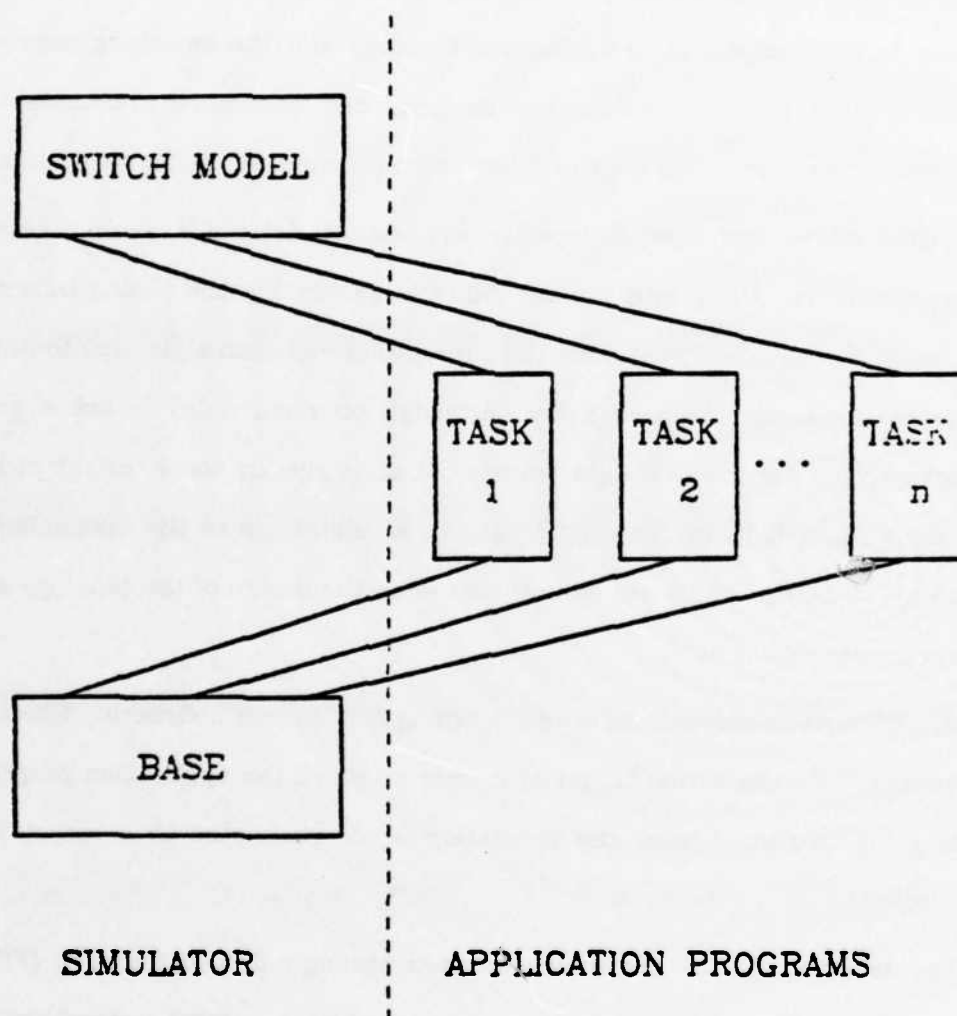 SWITCH MODEL
TASK 1
TASK 2
...
TASK n
BASE
SIMULATOR
APPLICATION PROGRAMS